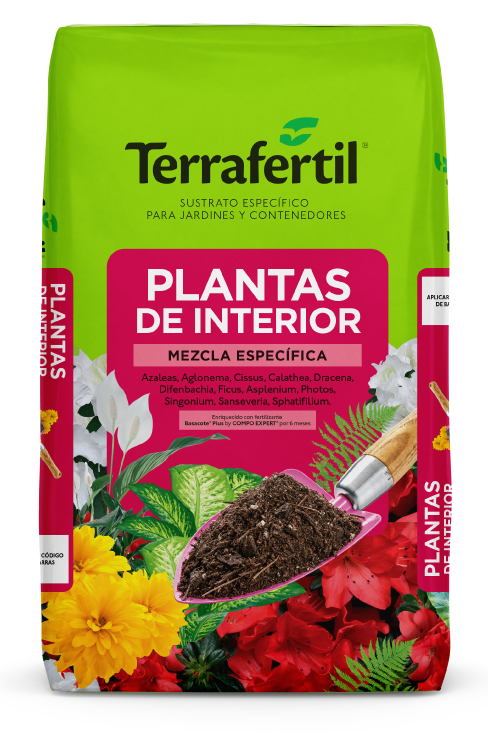 Terrafertil®
SUSTRATO ESPECÍFICO
PARA JARDINES Y CONTENEDORES
PLANTAS
DE INTERIOR
MEZCLA ESPECÍFICA
Azaleas, Aglonema, Cissus, Calathea, Dracena,
Difenbachia, Ficus, Asplenium, Photos,
Singonium, Sanseveria, Sphatifilium.
Enriquecido con fertilizante
Basacote® Plus by COMPO EXPERT® por 6 meses
PLANTAS
DE INTERIOR
CÓDIGO
APLICAR
PLANTAS
DE INTERIOR